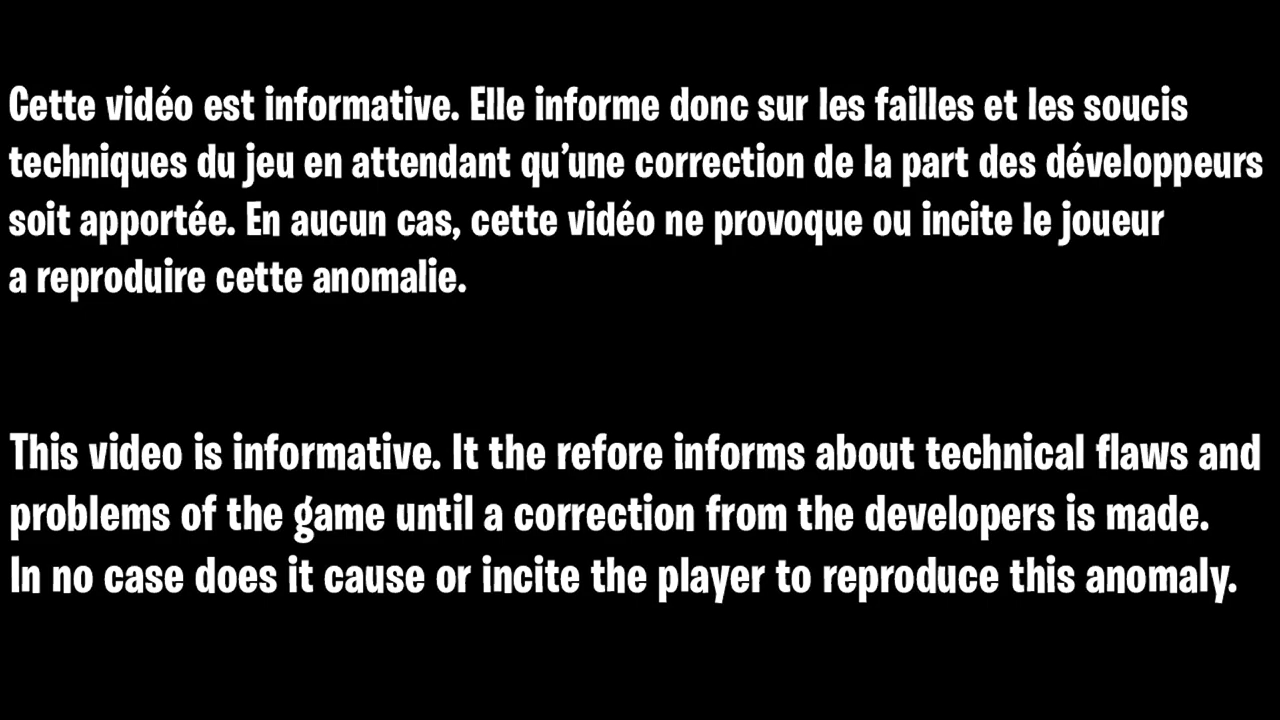 Cette vidéo est informative. Elle informe donc sur les failles et les soucis
techniques du jeu en attendant qu'une correction de la part des développeurs
soit apportée. En aucun cas, cette vidéo ne provoque ou incite le joueur
a reproduire cette anomalie.
This video is informative. It the refore informs about technical flaws and
problems of the game until a correction from the developers is made.
In no case does it cause or incite the player to reproduce this anomaly.